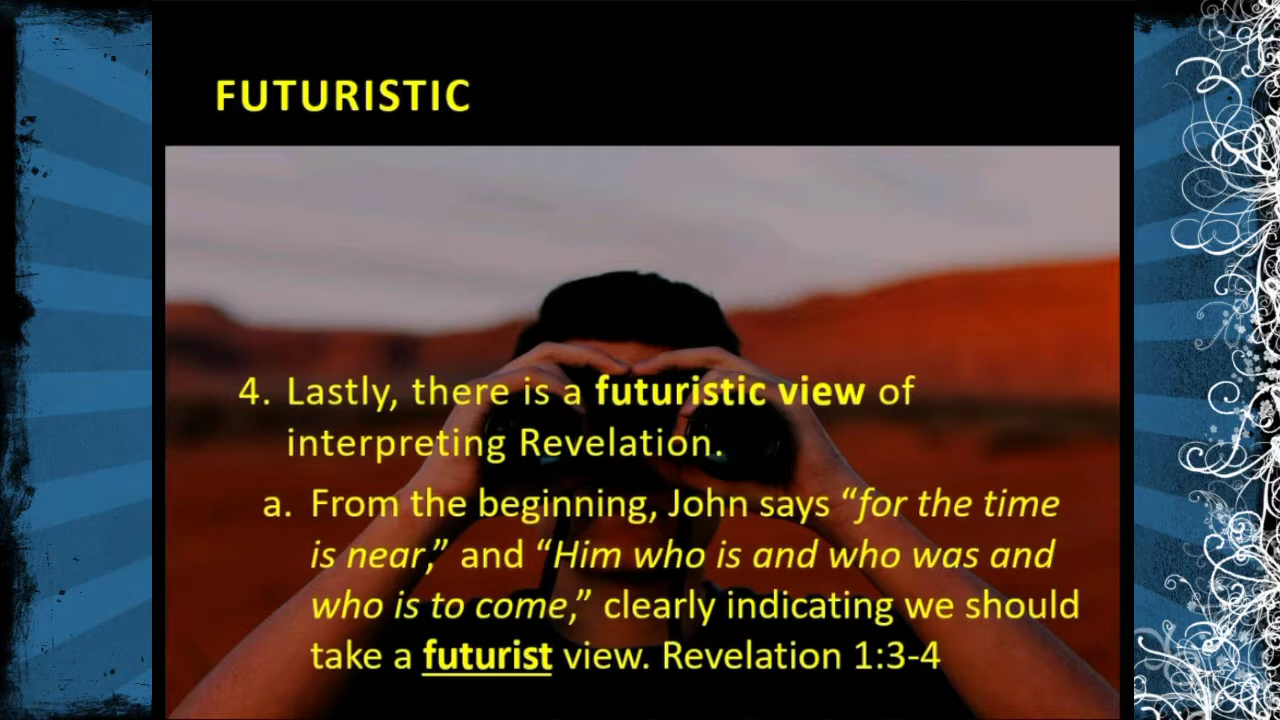 FUTURISTIC
4. Lastly, there is a futuristic view of
interpreting Revelation.
a. From the beginning, John says “for the time
is near,” and “Him who is and who was and
who is to come,” clearly indicating we should
take a futurist view. Revelation 1:3-4